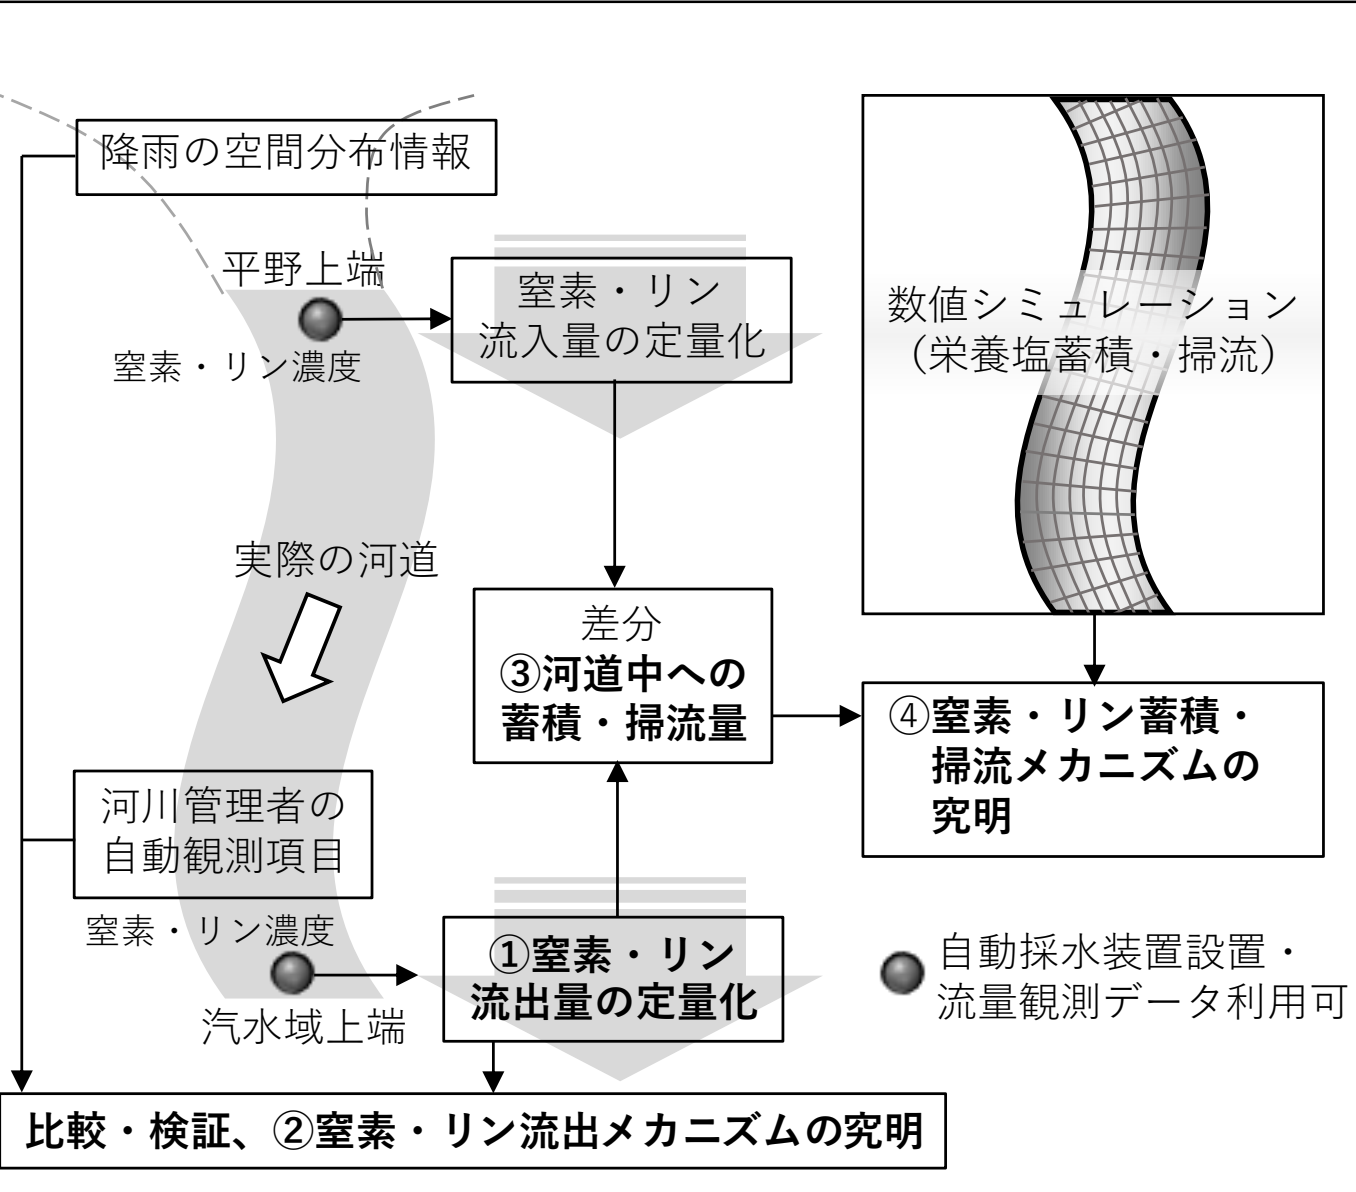 降雨の空間分布情報
平野上端
窒素・リン濃度
窒素・リン
流入量の定量化
数値シミュレーション
（栄養塩蓄積・掃流）
実際の河道
差分
③河道中への
蓄積・掃流量
④窒素・リン蓄積・
掃流メカニズムの
究明
河川管理者の
自動観測項目
窒素・リン濃度
汽水域上端
①窒素・リン
流出量の定量化
自動採水装置設置・
流量観測データ利用可
比較・検証、②窒素・リン流出メカニズムの究明